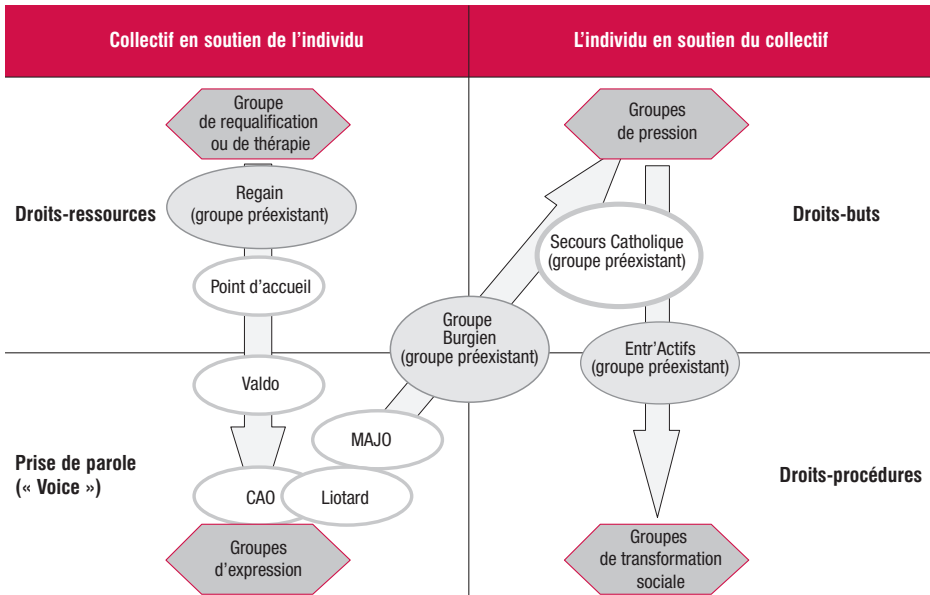 Collectif en soutien de l'individu
L'individu en soutien du collectif
Groupe
de requalification
ou de thérapie
Groupes
de pression
Regain
(groupe préexistant)
Droits-ressources
Droits-buts
Secours Catholique
(groupe préexistant)
Point d'accueil
Groupe
Burgien
(groupe préexistant)
Entr'Actifs
(groupe préexistant)
Valdo
MAJO
Prise de parole
(« Voice »)
Droits-procédures
CAO
Liotard
Groupes
d'expression
Groupes
de transformation
sociale